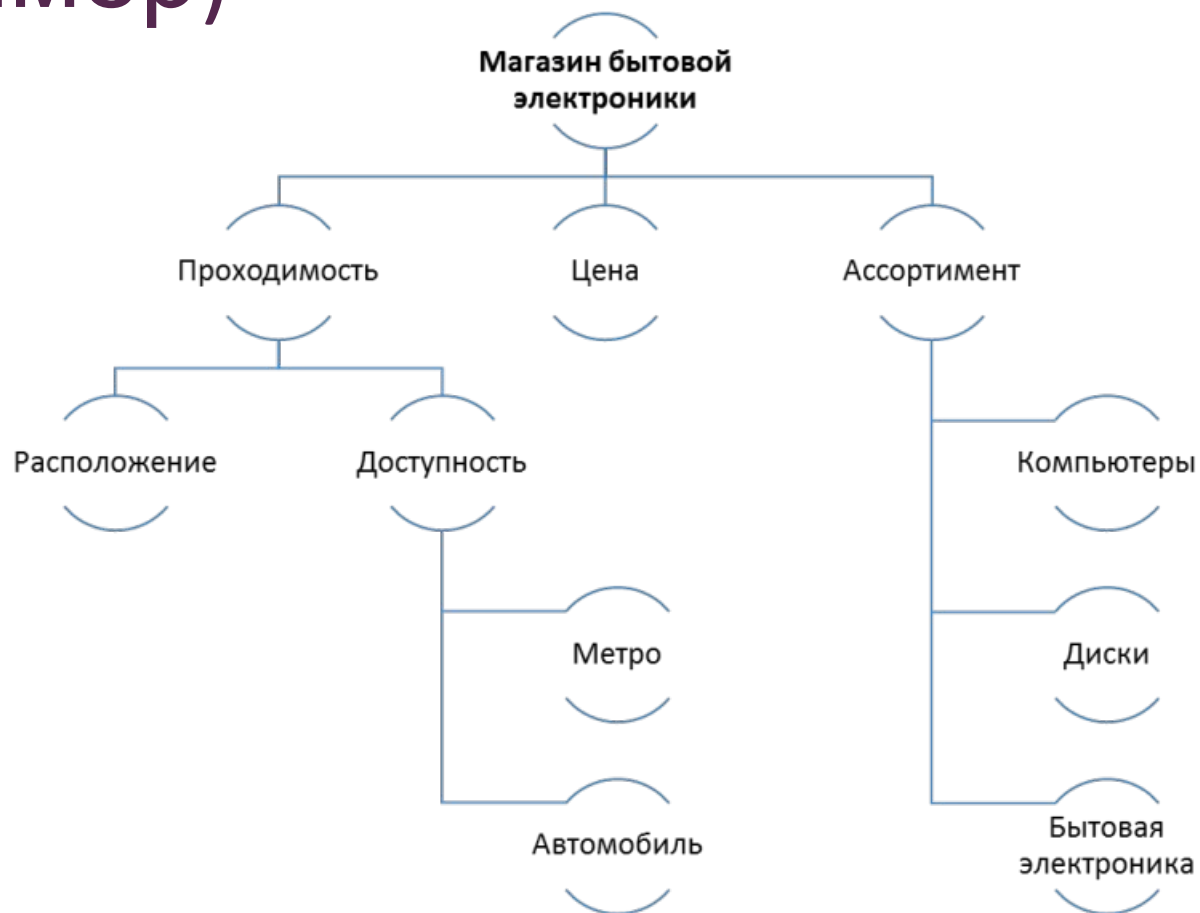 Магазин бытовой
электроники
Проходимость
Цена
Ассортимент
Расположение
Доступность
Компьютеры
Метро
Диски
Автомобиль
Бытовая
электроника